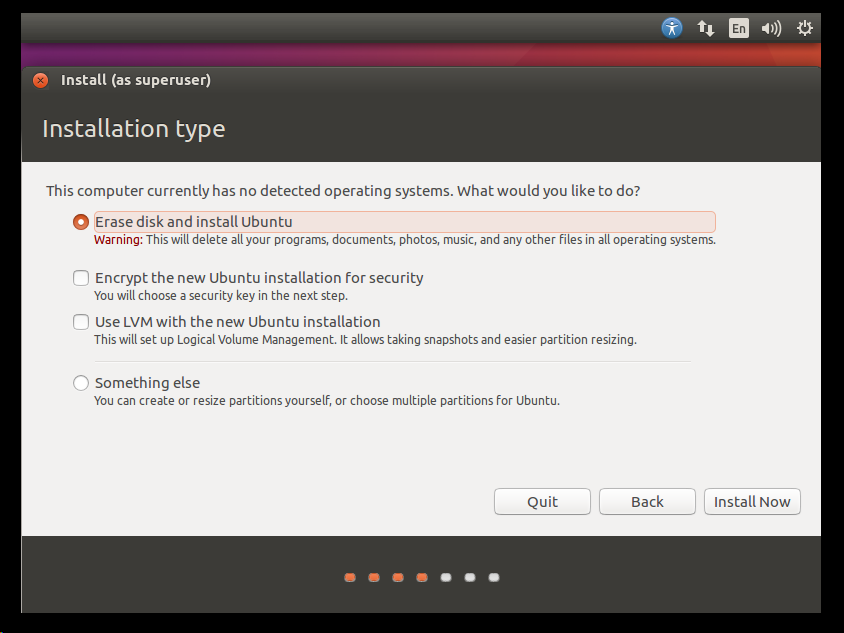 En
Install (as superuser)
Installation type
This computer currently has no detected operating systems. What would you like to do?
Erase disk and install Ubuntu
Warning: This will delete all your programs, documents, photos, music, and any other files in all operating systems.
Encrypt the new Ubuntu installation for security
You will choose a security key in the next step.
Use LVM with the new Ubuntu installation
This will set up Logical Volume Management. It allows taking snapshots and easier partition resizing.
Something else
You can create or resize partitions yourself, or choose multiple partitions for Ubuntu.
Quit Back Install Now